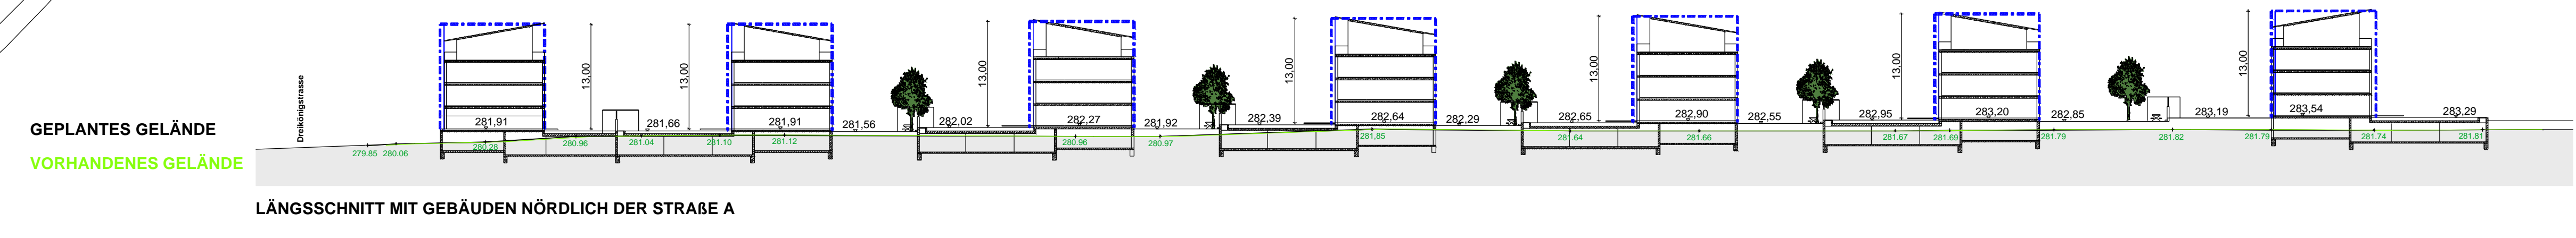 Dreikönigstrasse
13,00 13,00 13,00 13,00 13,00 13,00 13,00
281,91 281,66 281,91 281,56 282,02 282,27 281,92 282,39 282,64 282,29 282,65 282,90 282,55 282,95 283,20 282,85 283,19 283,54 283,29
GEPLANTES GELÄNDE
279.85 280.06 280.28 280.96 281.04 281.10 281.12 280.96 280.97 281,85 281.64 281.66 281.67 281.69 281.79 281.82 281.79 281.74 281.81
VORHANDENES GELÄNDE
LÄNGSSCHNITT MIT GEBÄUDEN NÖRDLICH DER STRAßE A